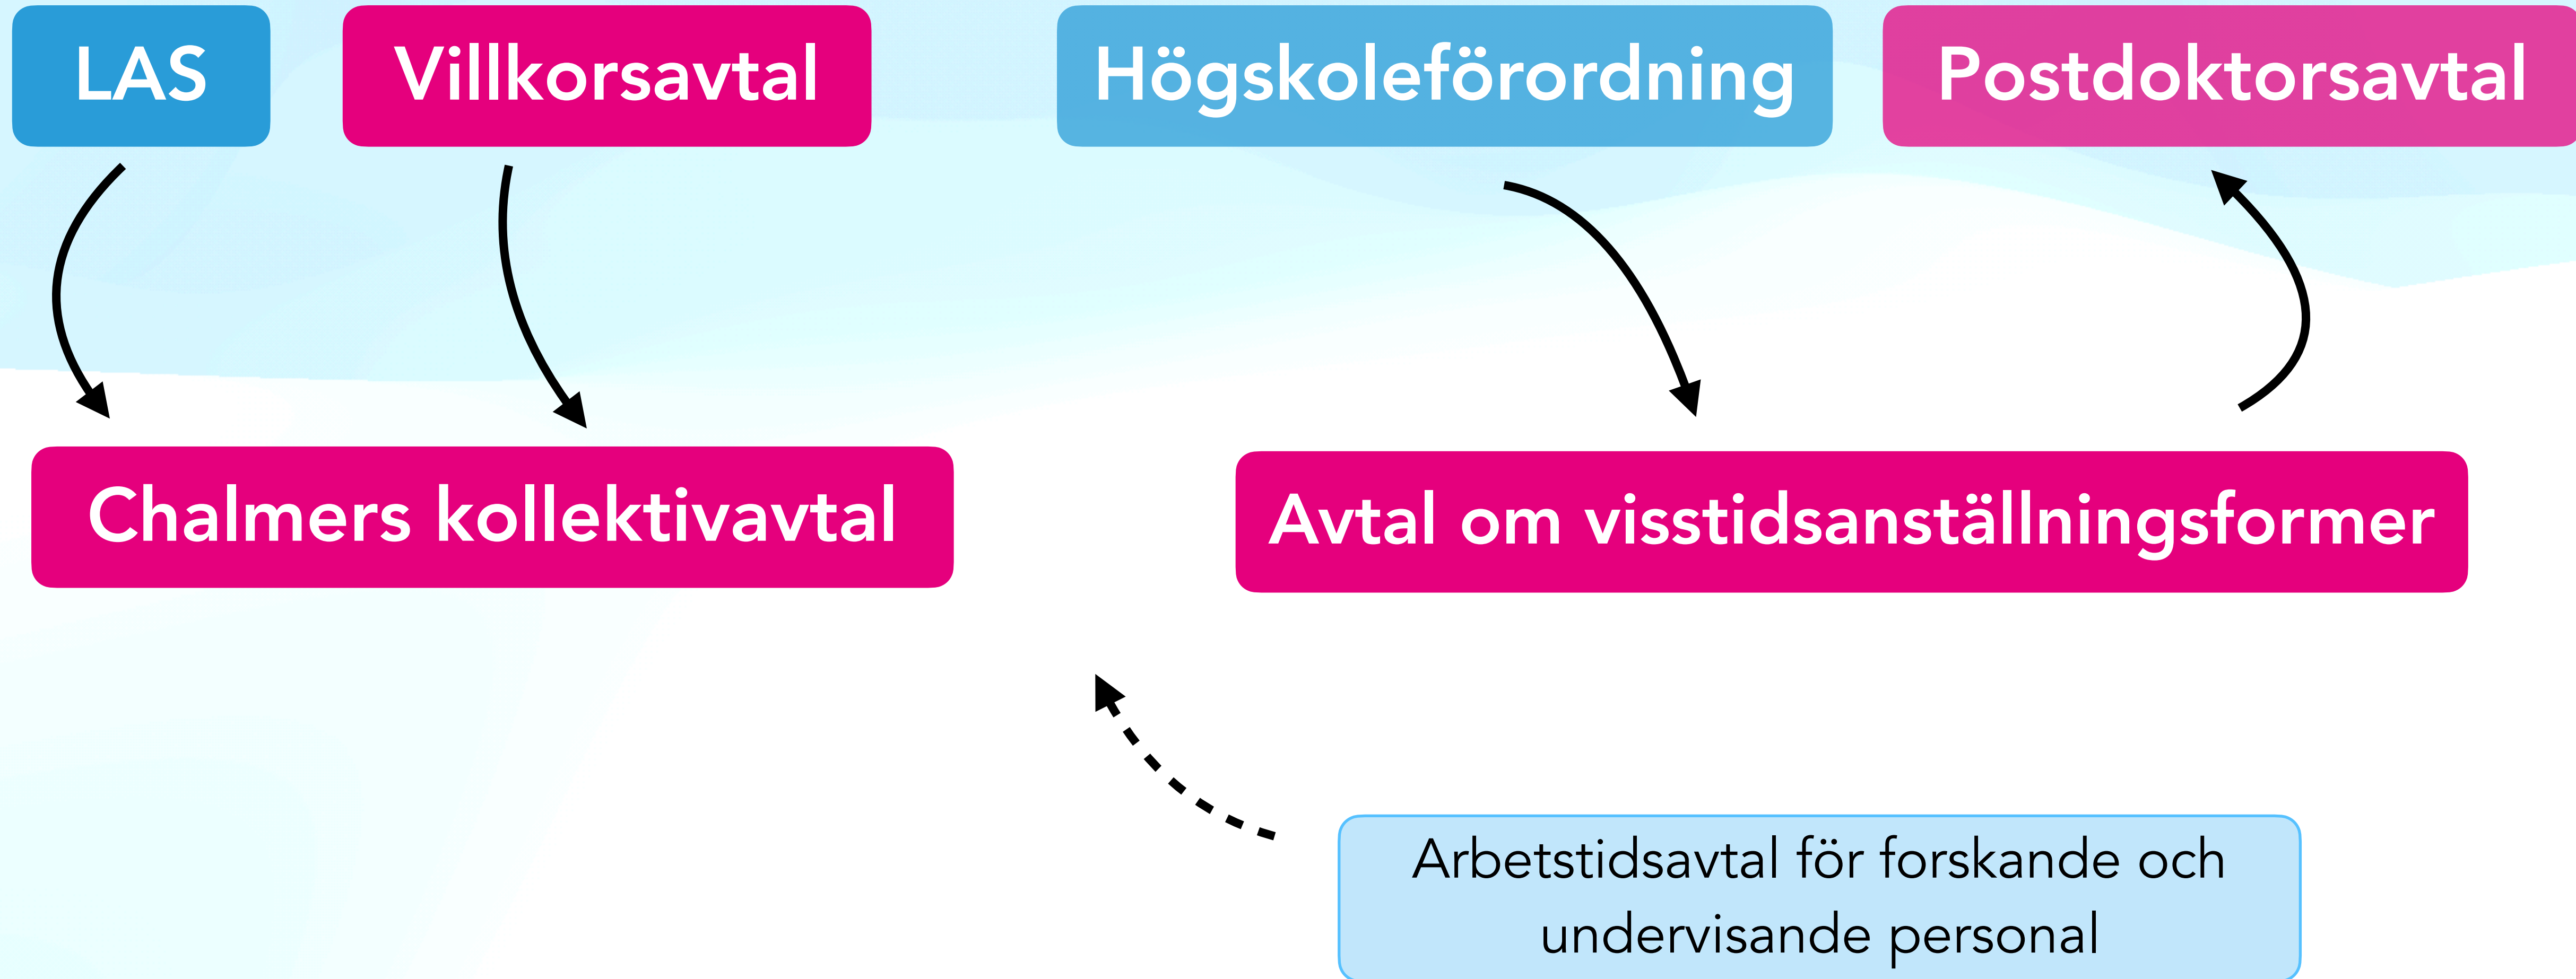 LAS
Villkorsavtal
Högskoleförordning
Postdoktorsavtal
Chalmers kollektivavtal
Avtal om visstidsanställningsformer
Arbetstidsavtal för forskande och
undervisande personal